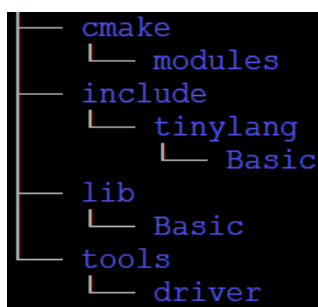 cmake
modules
include
tinylang
Basic
lib
Basic
tools
driver